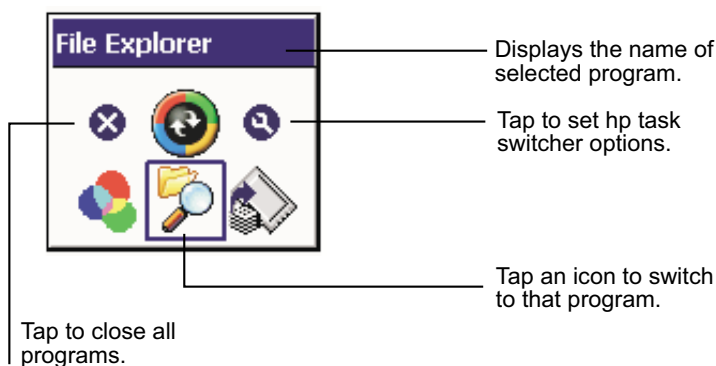 File Explorer
Displays the name of
selected program.
Tap to set hp task
switcher options.
Tap an icon to switch
to that program.
Tap to close all
programs.